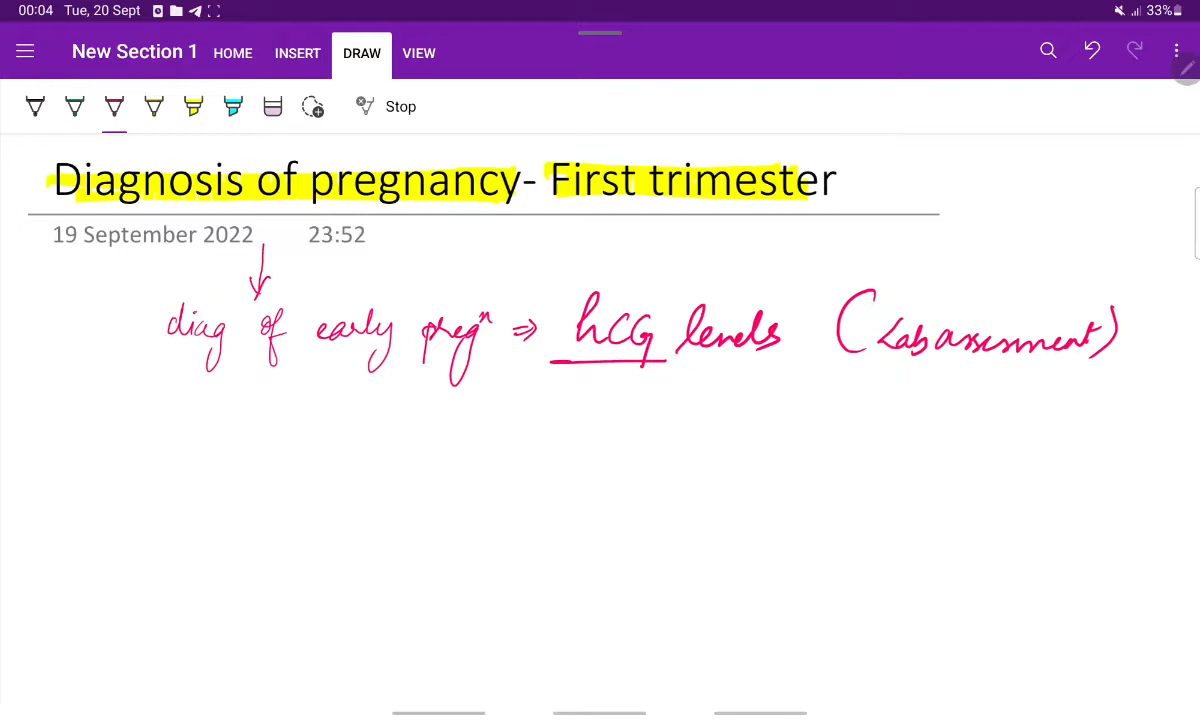 00:04 Tue, 20 Sept 33%
New Section 1 HOME INSERT DRAW VIEW
Stop
Diagnosis of pregnancy- First trimester
19 September 2022 23:52
diag of early pregⁿ ⇒ hCG levels (Lab assessment)